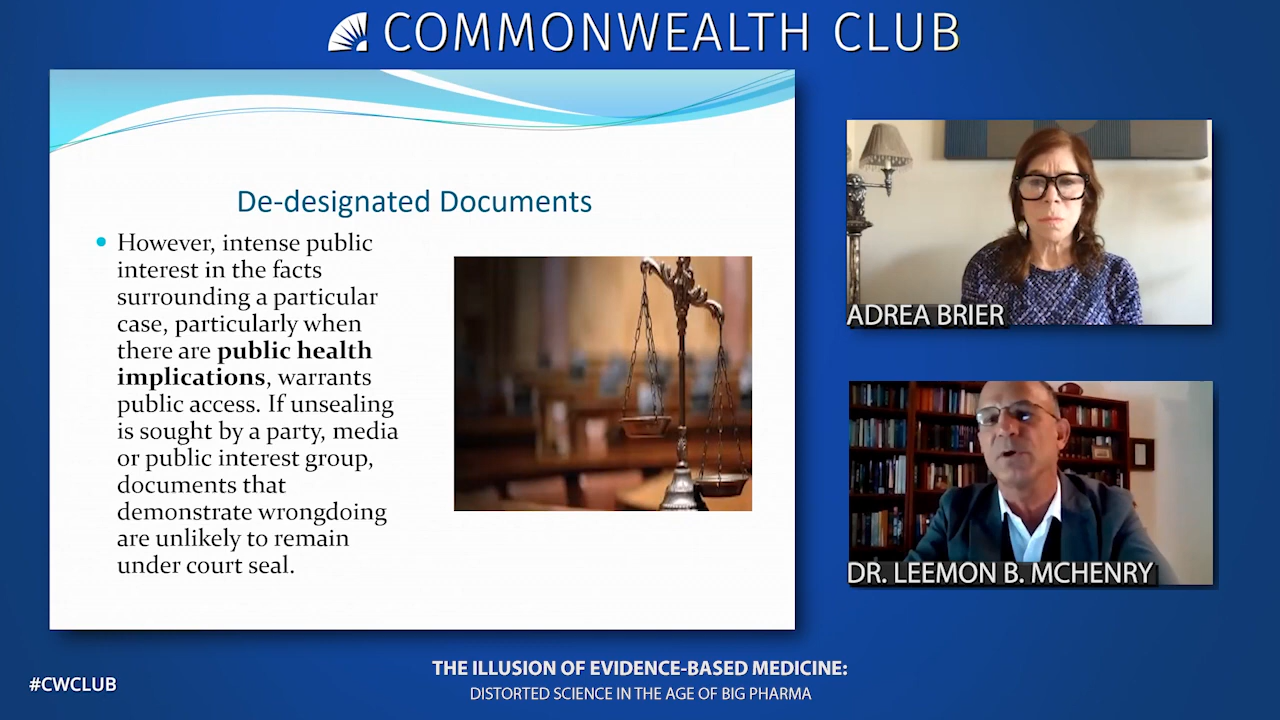 COMMONWEALTH CLUB
De-designated Documents
However, intense public
interest in the facts
surrounding a particular
case, particularly when
there are public health
implications, warrants
public access. If unsealing
is sought by a party, media
or public interest group,
documents that
demonstrate wrongdoing
are unlikely to remain
under court seal.
ADREA BRIER
DR. LEEMON B. MCHENRY
THE ILLUSION OF EVIDENCE-BASED MEDICINE:
DISTORTED SCIENCE IN THE AGE OF BIG PHARMA
#CWCLUB